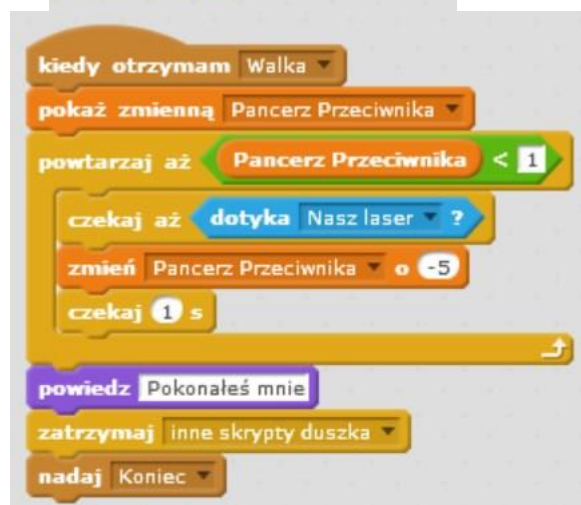 kiedy otrzymam Walka
pokaż zmienną Pancerz Przeciwnika
powtarzaj aż Pancerz Przeciwnika < 1
czekaj aż dotyka Nasz laser ?
zmień Pancerz Przeciwnika o -5
czekaj 1 s
powiedz Pokonałeś mnie
zatrzymaj inne skrypty duszka
nadaj Koniec